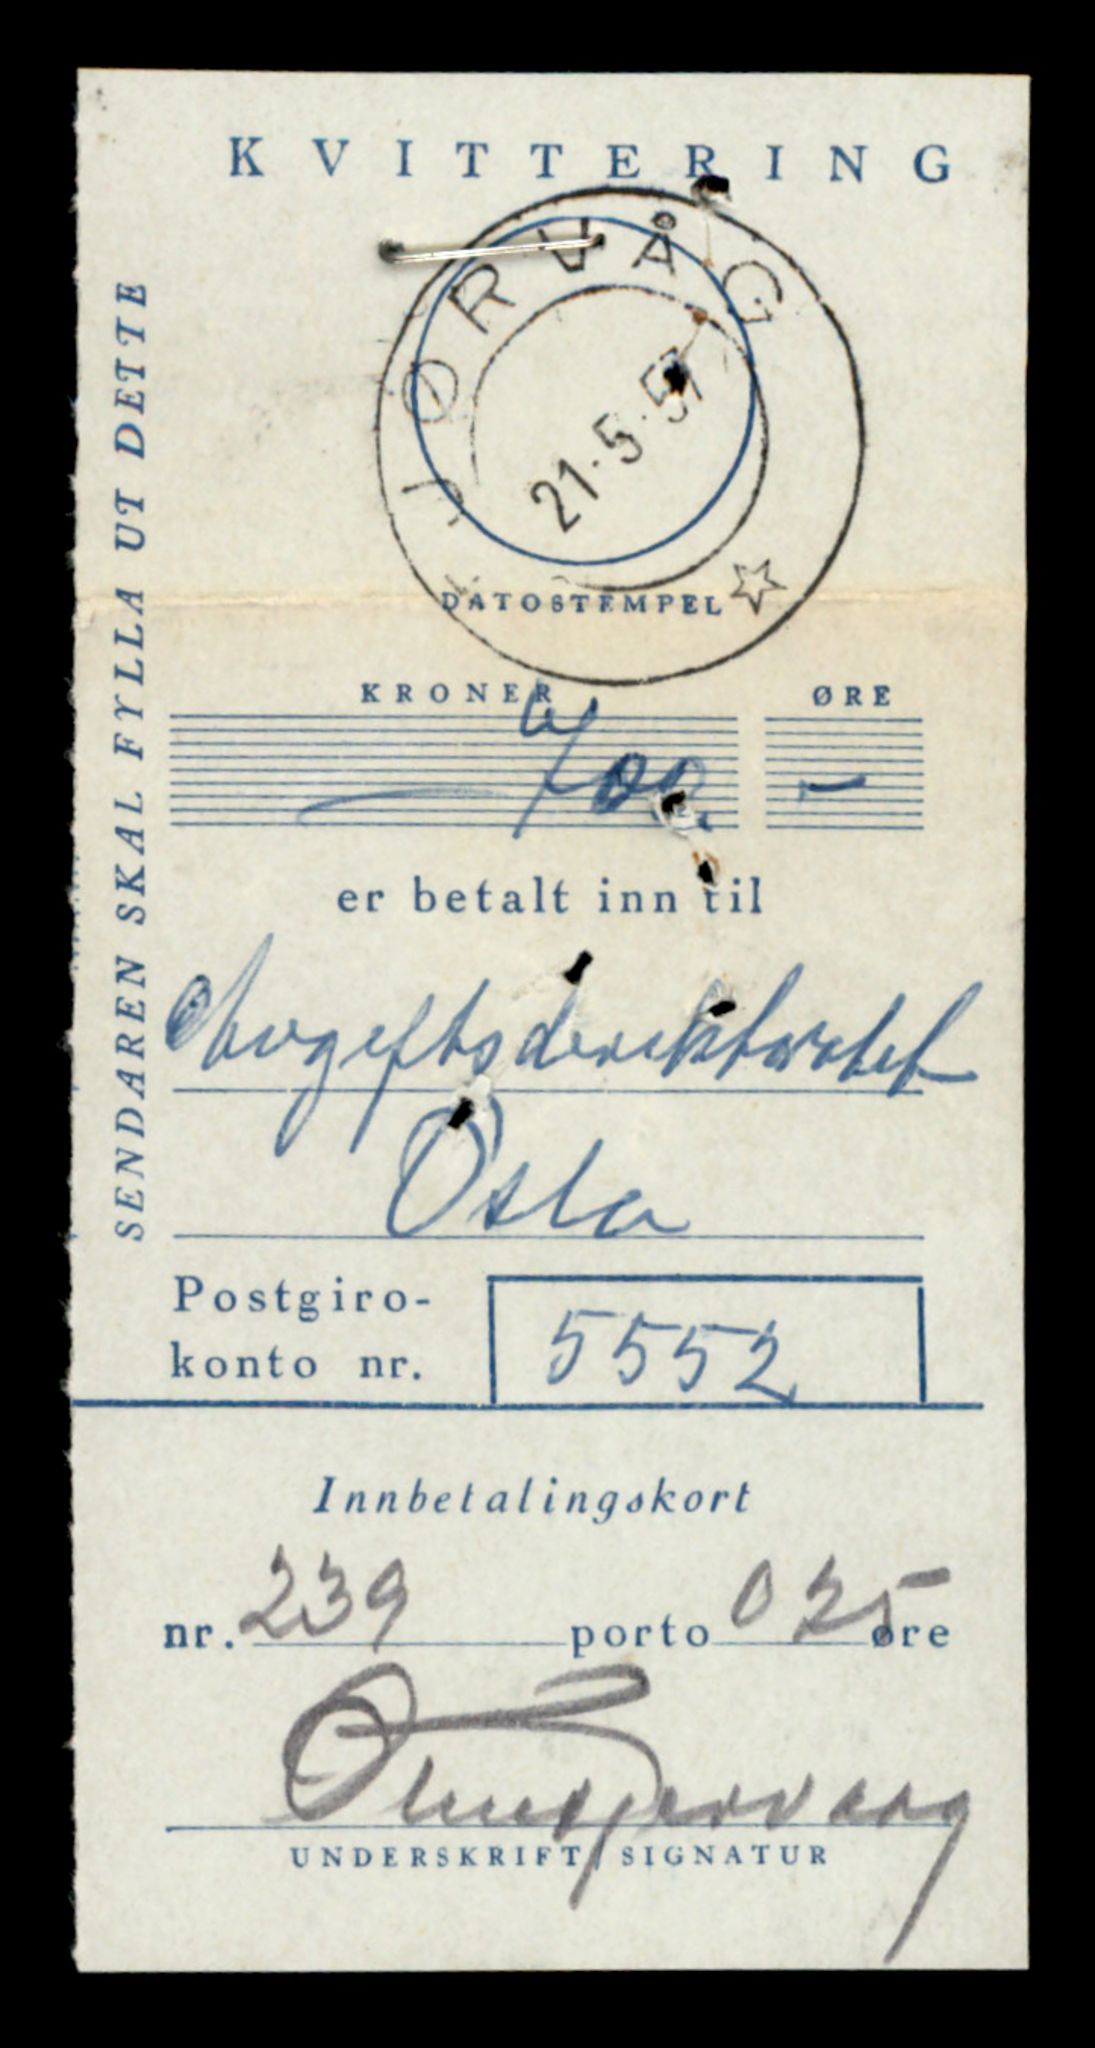 KVITTERING
JØRVÅG
21.5.57
DATOSTEMPEL
SENDAREN SKAL FYLLA UT DETTE
KRONER ØRE
–
er betalt inn til
Avgiftsdirektoratet
Oslo
Postgiro-
konto nr. 5552
Innbetalingskort
nr. 239 porto 025 øre
UNDERSKRIFT/SIGNATUR